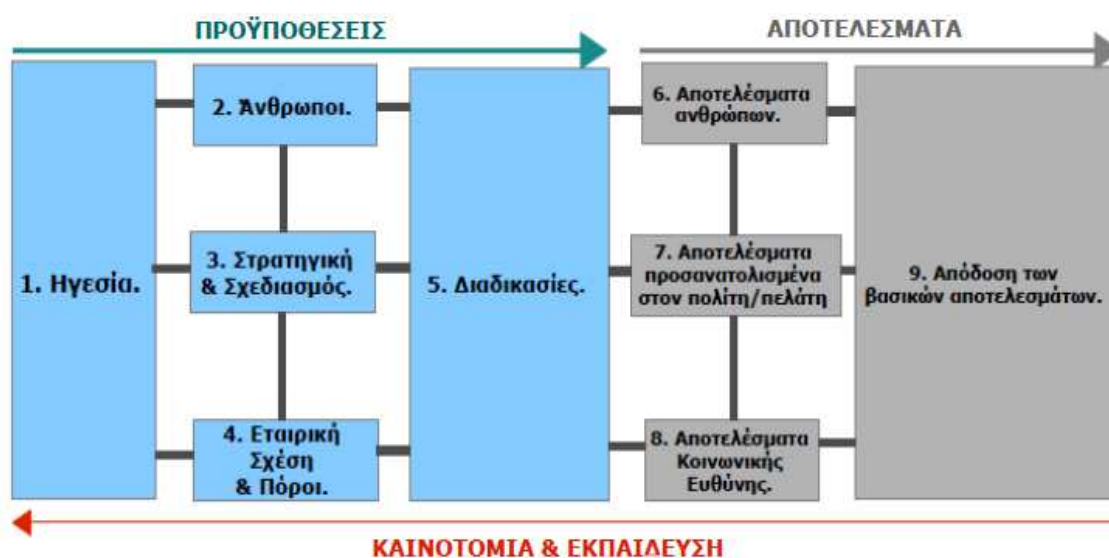 ΠΡΟΫΠΟΘΕΣΕΙΣ
ΑΠΟΤΕΛΕΣΜΑΤΑ
1. Ηγεσία.
2. Άνθρωποι.
3. Στρατηγική
& Σχεδιασμός.
4. Εταιρική
Σχέση
& Πόροι.
5. Διαδικασίες.
6. Αποτελέσματα
ανθρώπων.
7. Αποτελέσματα
προσανατολισμένα
στον πολίτη/πελάτη
8. Αποτελέσματα
Κοινωνικής
Ευθύνης.
9. Απόδοση των
βασικών αποτελεσμάτων.
ΚΑΙΝΟΤΟΜΙΑ & ΕΚΠΑΙΔΕΥΣΗ